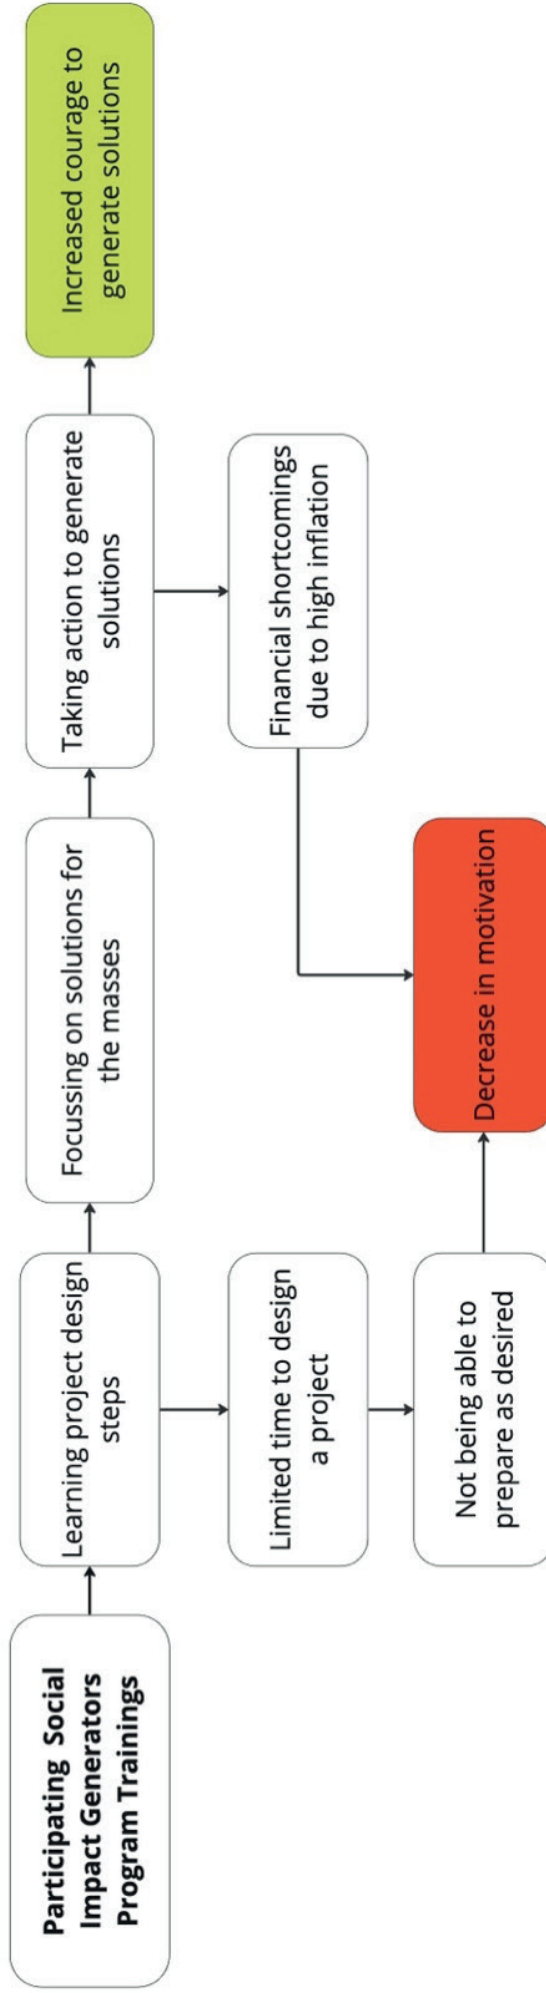 Participating Social
Impact Generators
Program Trainings
Learning project design
steps
Focussing on solutions for
the masses
Taking action to generate
solutions
Increased courage to
generate solutions
Limited time to design
a project
Financial shortcomings
due to high inflation
Not being able to
prepare as desired
Decrease in motivation